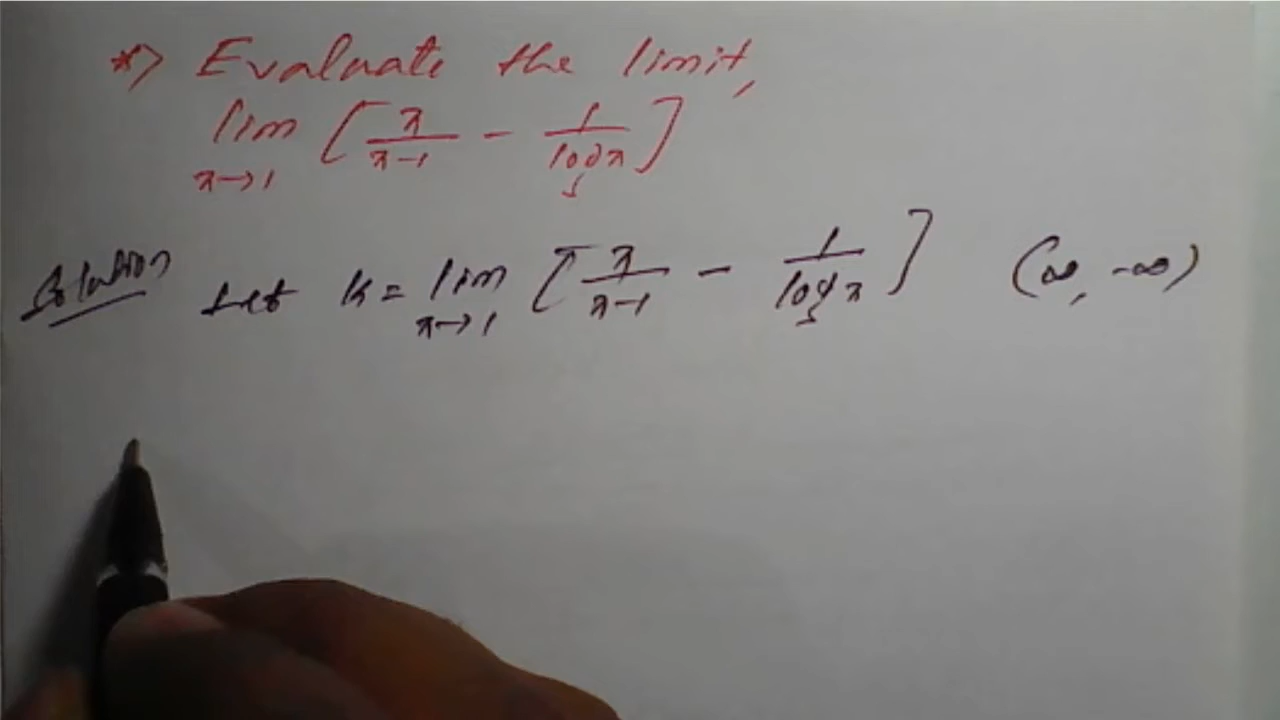 *) Evaluate the limit,
lim x→1 [ x/(x-1) - 1/log x ]
Solution Let K = lim x→1 [ x/(x-1) - 1/log x ] (∞, -∞)